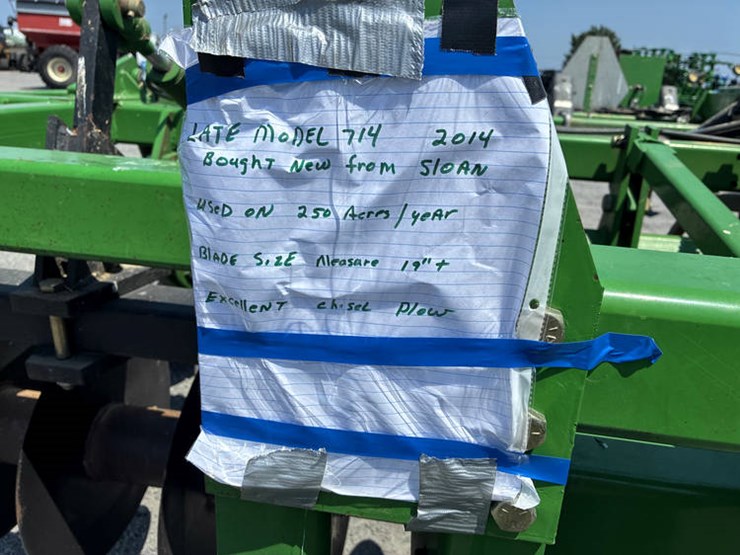 LATE MODEL 714 2014
Bought New from SLOAN
USED ON 250 Acres/yeAr
BLADE SIZE Measure 19"+
ExcelleNT chisel Plow